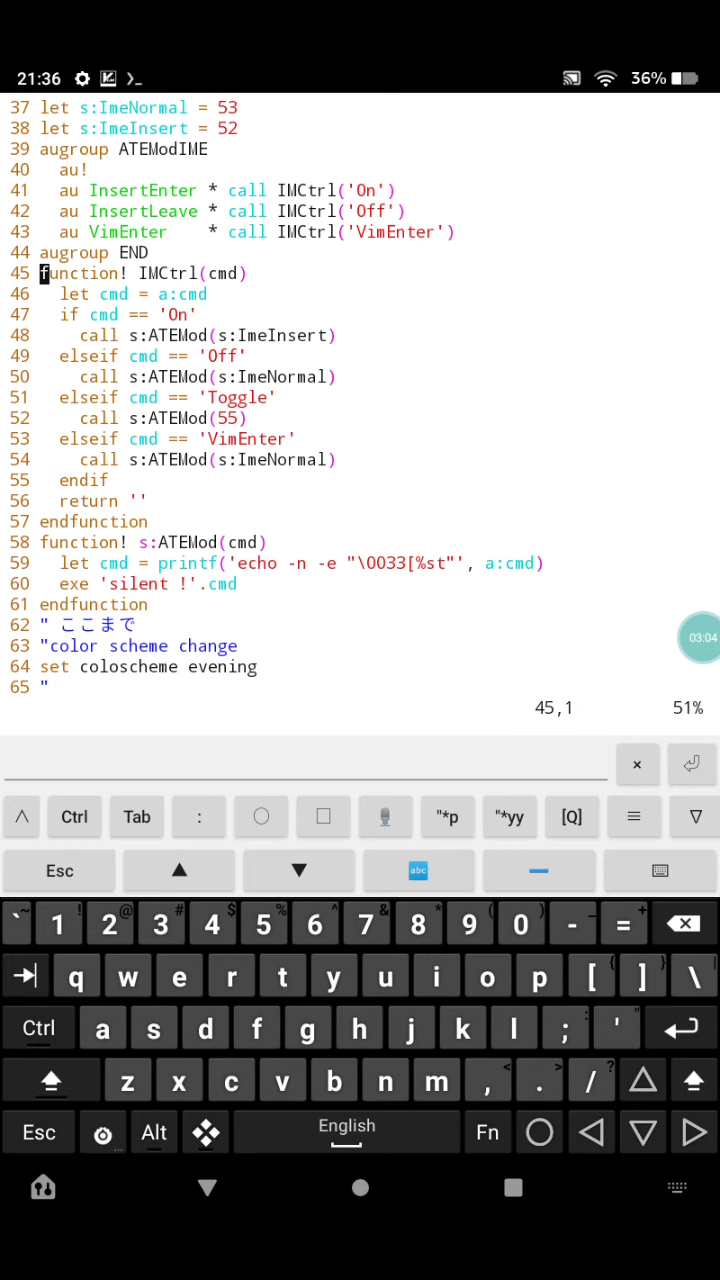 21:36 36%
37 let s:ImeNormal = 53
38 let s:ImeInsert = 52
39 augroup ATEModIME
40   au!
41   au InsertEnter * call IMCtrl('On')
42   au InsertLeave * call IMCtrl('Off')
43   au VimEnter    * call IMCtrl('VimEnter')
44 augroup END
45 function! IMCtrl(cmd)
46   let cmd = a:cmd
47   if cmd == 'On'
48     call s:ATEMod(s:ImeInsert)
49   elseif cmd == 'Off'
50     call s:ATEMod(s:ImeNormal)
51   elseif cmd == 'Toggle'
52     call s:ATEMod(55)
53   elseif cmd == 'VimEnter'
54     call s:ATEMod(s:ImeNormal)
55   endif
56   return ''
57 endfunction
58 function! s:ATEMod(cmd)
59   let cmd = printf('echo -n -e "\0033[%st"', a:cmd)
60   exe 'silent !'.cmd
61 endfunction
62 " ここまで
63 "color scheme change
03:04
64 set coloscheme evening
65 "
45,1 51%
×
Ctrl Tab : "*p "*yy [Q] ≡
Esc ▲ ▼ abc
` ~ 1 ! 2 @ 3 # 4 $ 5 % 6 ^ 7 & 8 * 9 ( 0 ) - _ = +
q w e r t y u i o p [ { ] } \ |
Ctrl a s d f g h j k l ; : ' "
z x c v b n m , < . > / ?
Esc Alt English Fn